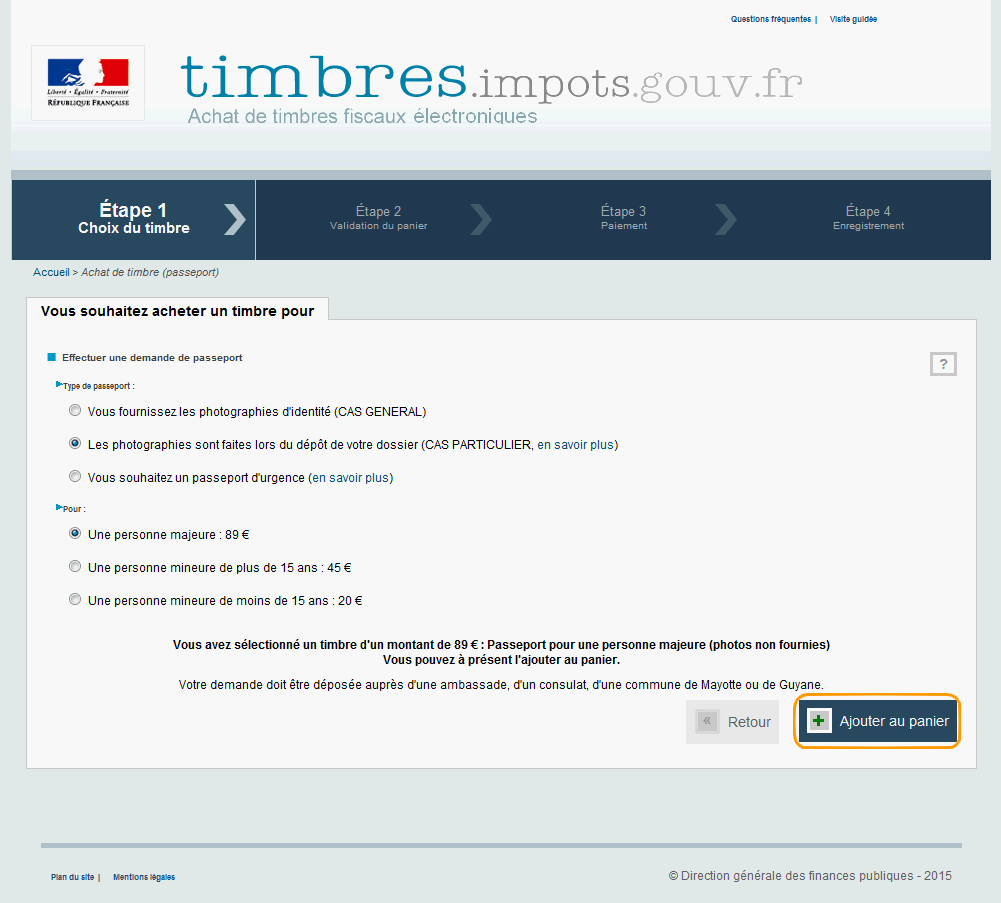 Questions fréquentes | Visite guidée
Liberté • Égalité • Fraternité
RÉPUBLIQUE FRANÇAISE
timbres.impots.gouv.fr
Achat de timbres fiscaux électroniques
Étape 1
Choix du timbre
Étape 2
Validation du panier
Étape 3
Paiement
Étape 4
Enregistrement
Accueil > Achat de timbre (passeport)
Vous souhaitez acheter un timbre pour
Effectuer une demande de passeport
?
Type de passeport :
Vous fournissez les photographies d'identité (CAS GENERAL)
Les photographies sont faites lors du dépôt de votre dossier (CAS PARTICULIER, en savoir plus)
Vous souhaitez un passeport d'urgence (en savoir plus)
Pour :
Une personne majeure : 89 €
Une personne mineure de plus de 15 ans : 45 €
Une personne mineure de moins de 15 ans : 20 €
Vous avez sélectionné un timbre d'un montant de 89 € : Passeport pour une personne majeure (photos non fournies)
Vous pouvez à présent l'ajouter au panier.
Votre demande doit être déposée auprès d'une ambassade, d'un consulat, d'une commune de Mayotte ou de Guyane.
« Retour
Ajouter au panier
Plan du site | Mentions légales
© Direction générale des finances publiques - 2015